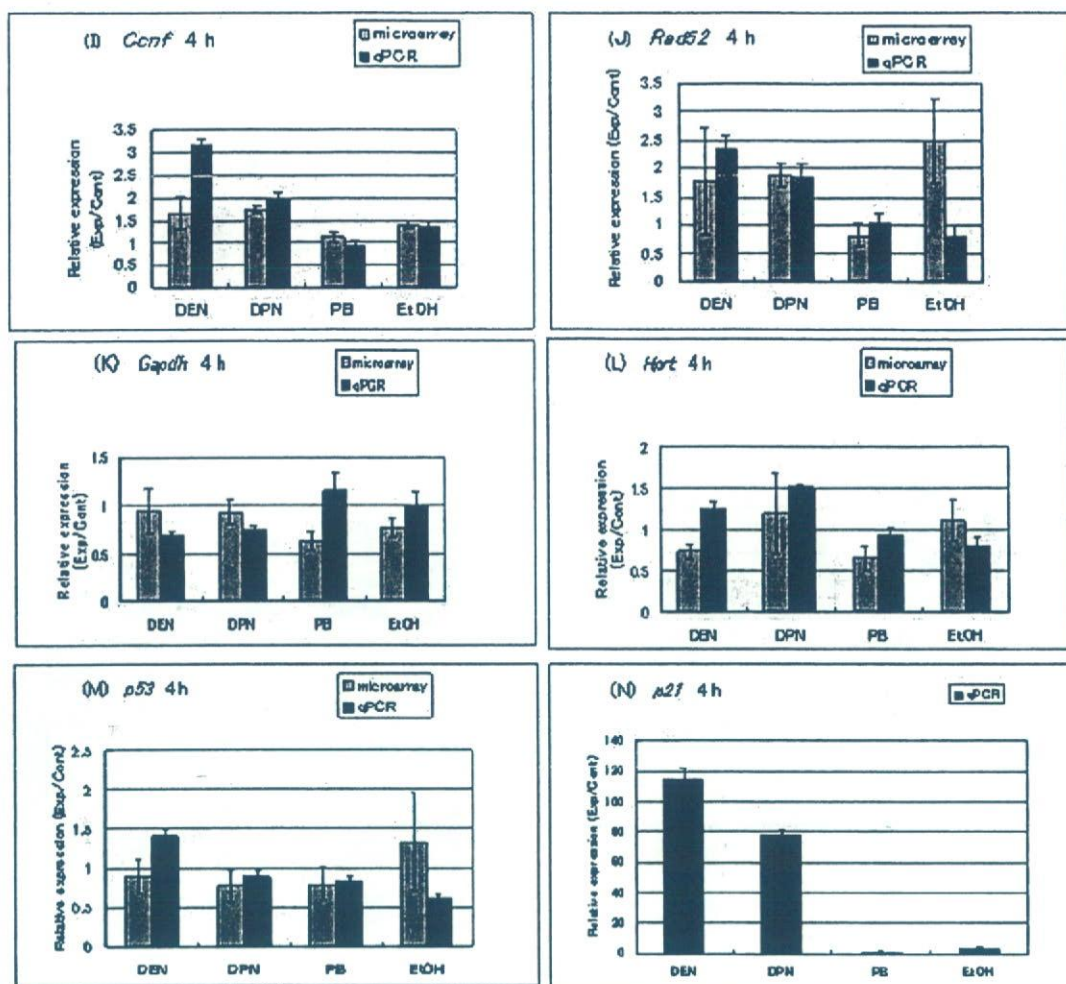 (I) Ccnf 4 h
microarray
qPCR
Relative expression
(Exp/Cont)
3.5
3
2.5
2
1.5
1
0.5
0
DEN DPN PB EtOH
(J) Rad52 4 h
microarray
qPCR
Relative expression (Exp/Cont)
3.5
3
2.5
2
1.5
1
0.5
0
DEN DPN PB EtOH
(K) Gapdh 4 h
microarray
qPCR
Relative expression
(Exp/Cont)
1.5
1
0.5
0
DEN DPN PB EtOH
(L) Hprt 4 h
microarray
qPCR
Relative expression
(Exp/Cont)
2
1.5
1
0.5
0
DEN DPN PB EtOH
(M) p53 4 h
microarray
qPCR
Relative expression (Exp/Cont)
2.5
2
1.5
1
0.5
0
DEN DPN PB EtOH
(N) p21 4 h
qPCR
Relative expression (Exp/Cont)
140
120
100
80
60
40
20
0
DEN DPN PB EtOH